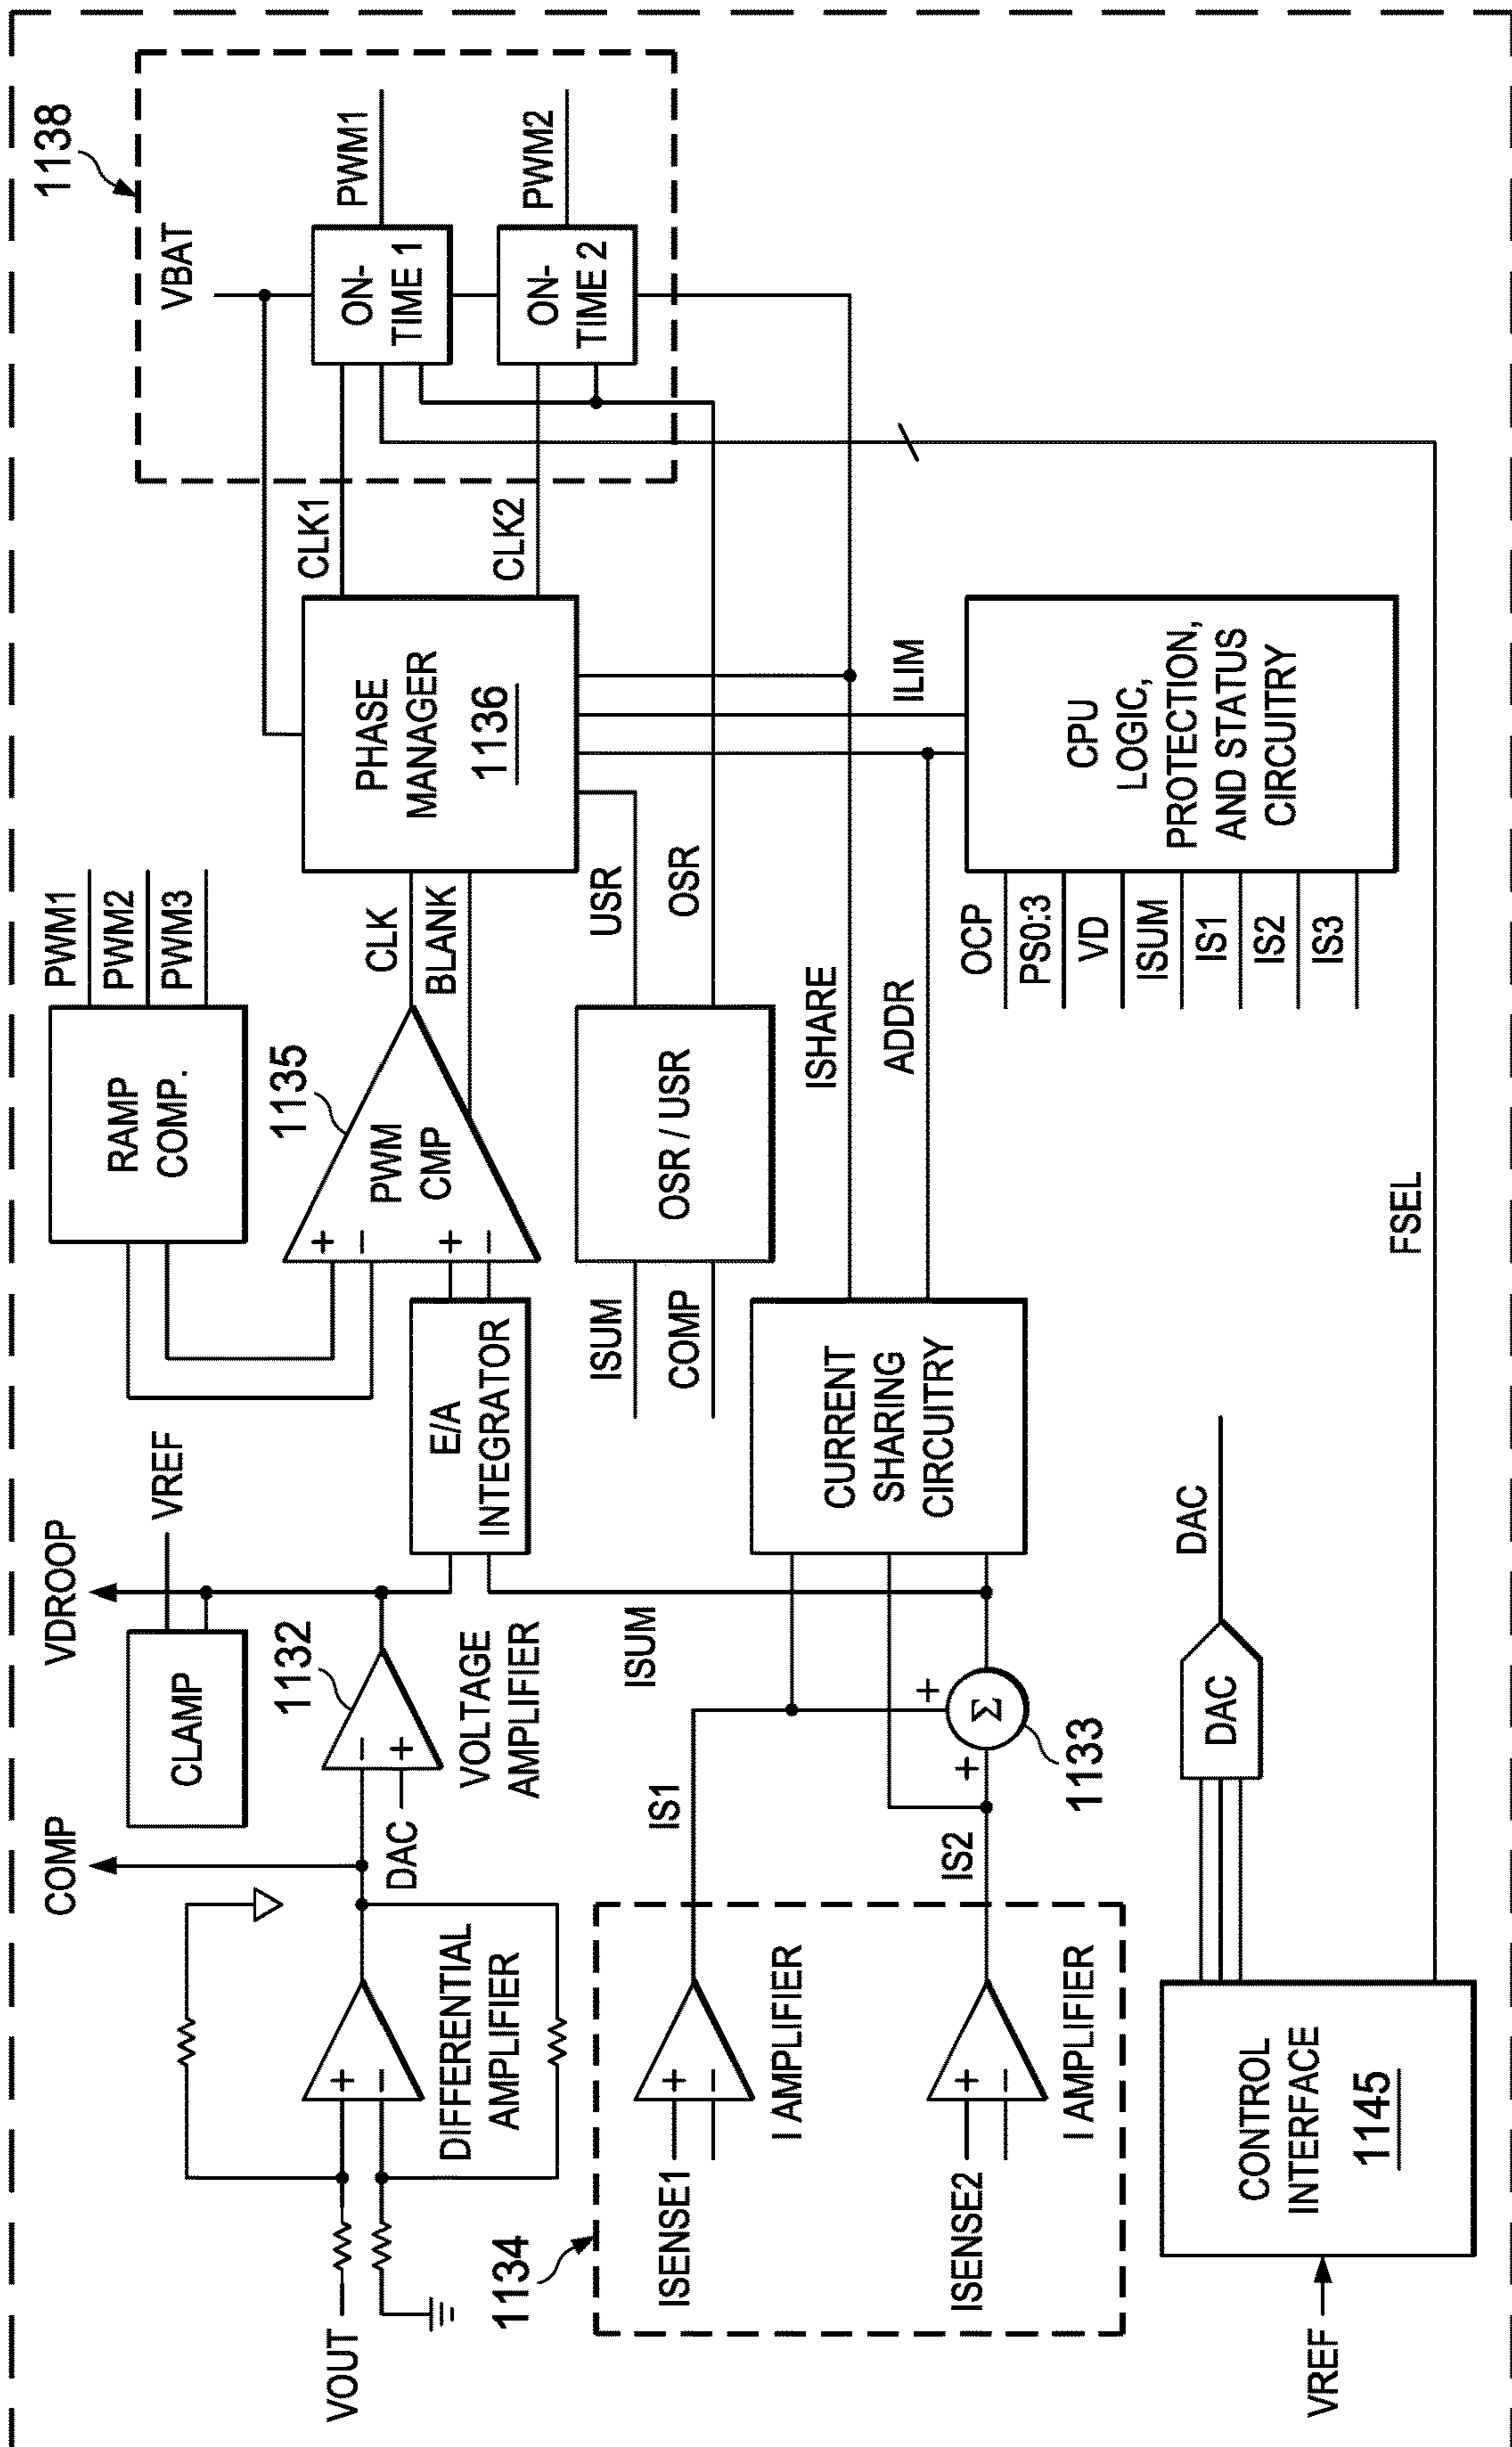 1138
VBAT
ON-
TIME 1
PWM1
ON-
TIME 2
PWM2
CLK1
CLK2
PHASE
MANAGER
1136
PWM1
PWM2
PWM3
RAMP
COMP.
1135
PWM
CMP
+
−
+
−
CLK
BLANK
USR
OSR
OSR / USR
ISUM
COMP
ISHARE
ADDR
ILIM
CPU
LOGIC,
PROTECTION,
AND STATUS
CIRCUITRY
OCP
PS0:3
VD
ISUM
IS1
IS2
IS3
FSEL
E/A
INTEGRATOR
CURRENT
SHARING
CIRCUITRY
VDROOP
VREF
CLAMP
1132
−
+
VOLTAGE
AMPLIFIER
DAC
COMP
ISUM
IS1
IS2
+
+
Σ
1133
DAC
DAC
DIFFERENTIAL
AMPLIFIER
+
−
VOUT
1134
ISENSE1
+
−
I AMPLIFIER
ISENSE2
+
−
I AMPLIFIER
CONTROL
INTERFACE
1145
VREF